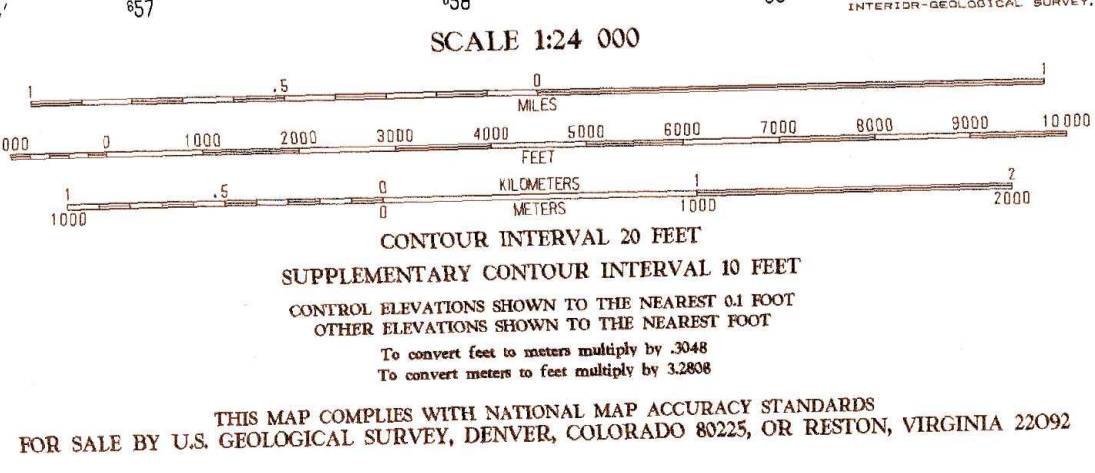 ⁶57
SCALE 1:24 000
INTERIOR-GEOLOGICAL SURVEY,
1 .5 0 1
MILES
000 0 1000 2000 3000 4000 5000 6000 7000 8000 9000 10 000
FEET
1 .5 0 KILOMETERS 1 2
1000 0 METERS 1000 2000
CONTOUR INTERVAL 20 FEET
SUPPLEMENTARY CONTOUR INTERVAL 10 FEET
CONTROL ELEVATIONS SHOWN TO THE NEAREST 0.1 FOOT
OTHER ELEVATIONS SHOWN TO THE NEAREST FOOT
To convert feet to meters multiply by .3048
To convert meters to feet multiply by 3.2808
THIS MAP COMPLIES WITH NATIONAL MAP ACCURACY STANDARDS
FOR SALE BY U.S. GEOLOGICAL SURVEY, DENVER, COLORADO 80225, OR RESTON, VIRGINIA 22092